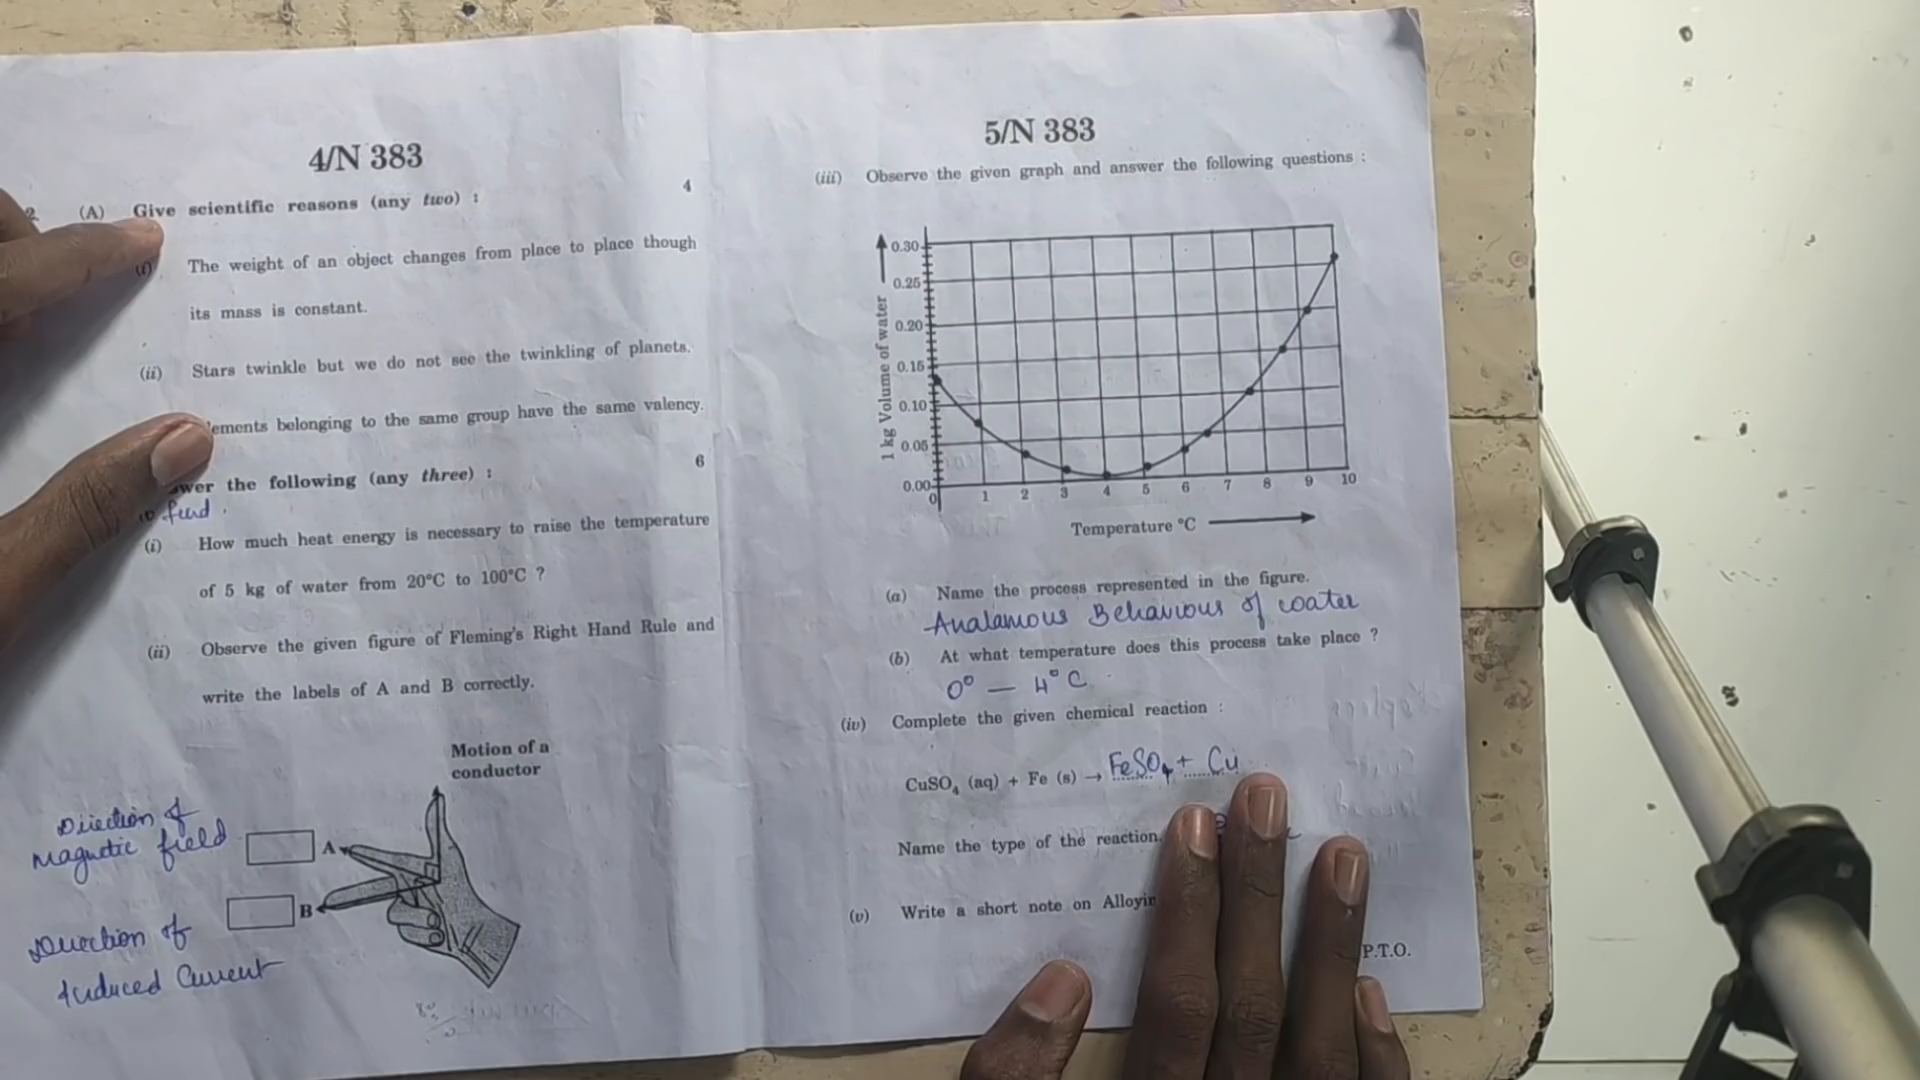 4/N 383
2. (A) Give scientific reasons (any two) : 4
(i) The weight of an object changes from place to place though
its mass is constant.
(ii) Stars twinkle but we do not see the twinkling of planets.
ements belonging to the same group have the same valency.
wer the following (any three) : 6
(i) How much heat energy is necessary to raise the temperature
of 5 kg of water from 20°C to 100°C ?
(ii) Observe the given figure of Fleming's Right Hand Rule and
write the labels of A and B correctly.
Motion of a
conductor
Direction of
magnetic field
A
B
Direction of
Induced Current
5/N 383
(iii) Observe the given graph and answer the following questions :
1 kg Volume of water
0.30
0.25
0.20
0.15
0.10
0.05
0.00
0 1 2 3 4 5 6 7 8 9 10
Temperature °C
(a) Name the process represented in the figure.
Analamous Behavious of water
(b) At what temperature does this process take place ?
0° — 4° C
(iv) Complete the given chemical reaction :
CuSO₄ (aq) + Fe (s) → FeSO₄ + Cu
Name the type of the reaction.
(v) Write a short note on Alloyin
P.T.O.